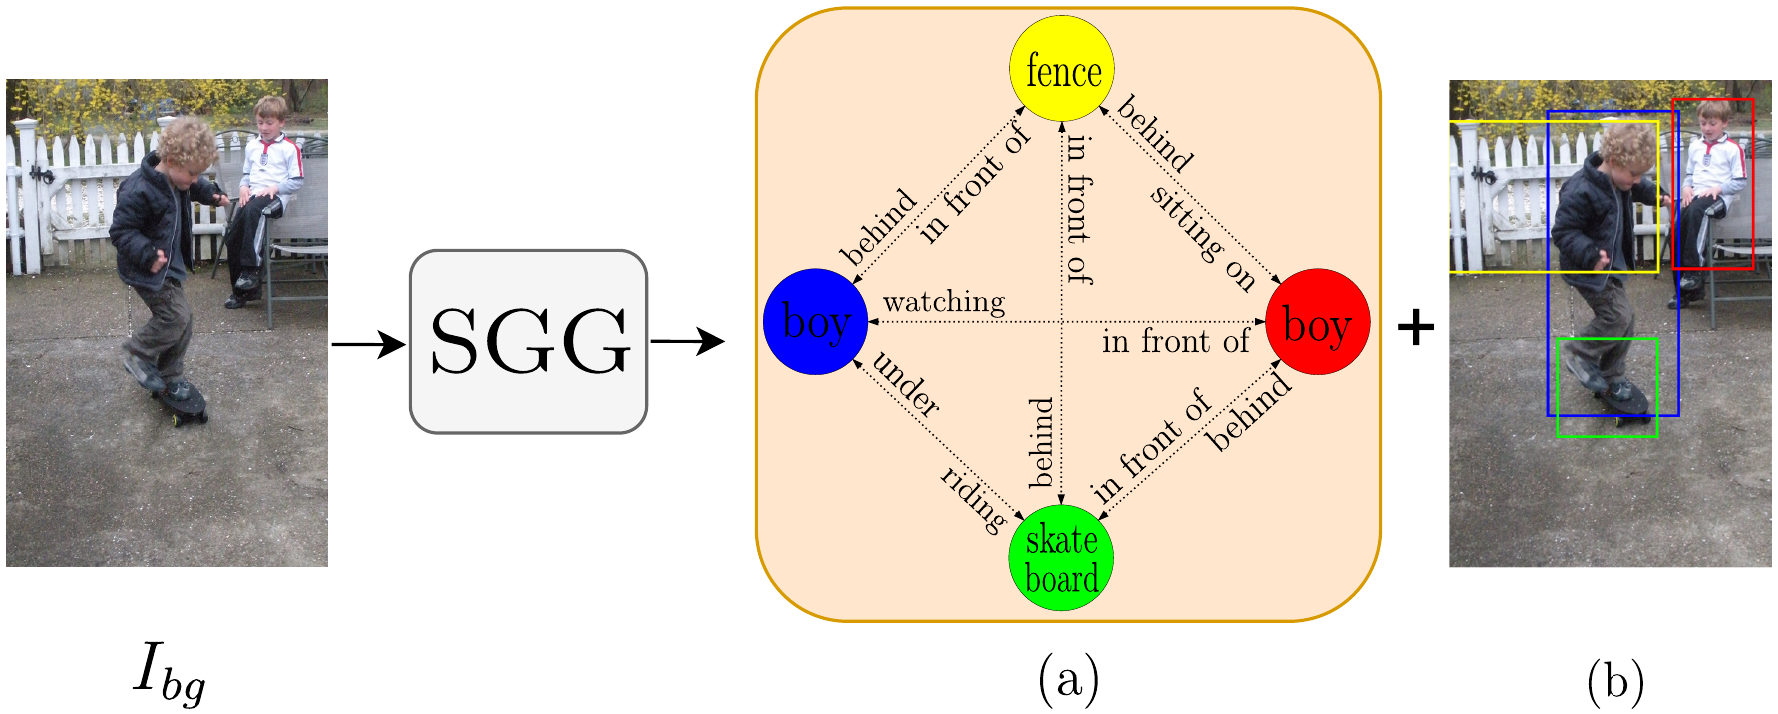 fence
behind
in front of
in front of
behind
sitting on
boy
watching
in front of
boy
SGG
+
under
riding
behind
in front of
behind
skate
board
I_{bg}
(a)
(b)